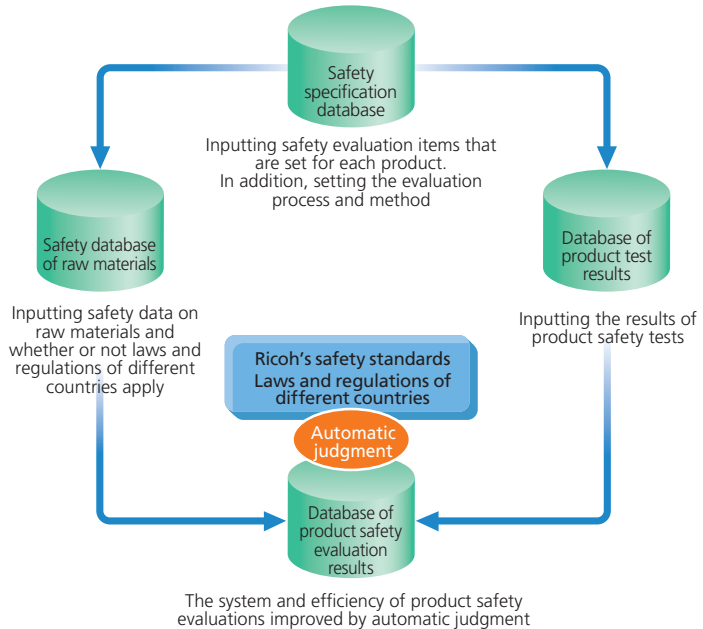 Safety
specification
database
Inputting safety evaluation items that
are set for each product.
In addition, setting the evaluation
process and method
Safety database
of raw materials
Inputting safety data on
raw materials and
whether or not laws and
regulations of different
countries apply
Database of
product test
results
Inputting the results of
product safety tests
Ricoh's safety standards
Laws and regulations of
different countries
Automatic
judgment
Database of
product safety
evaluation
results
The system and efficiency of product safety
evaluations improved by automatic judgment